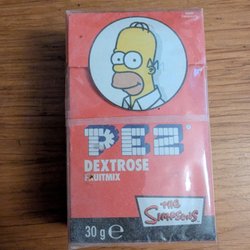 PEZ
DEXTROSE
FRUITMIX
THE
SIMPSONS
30 g ℮